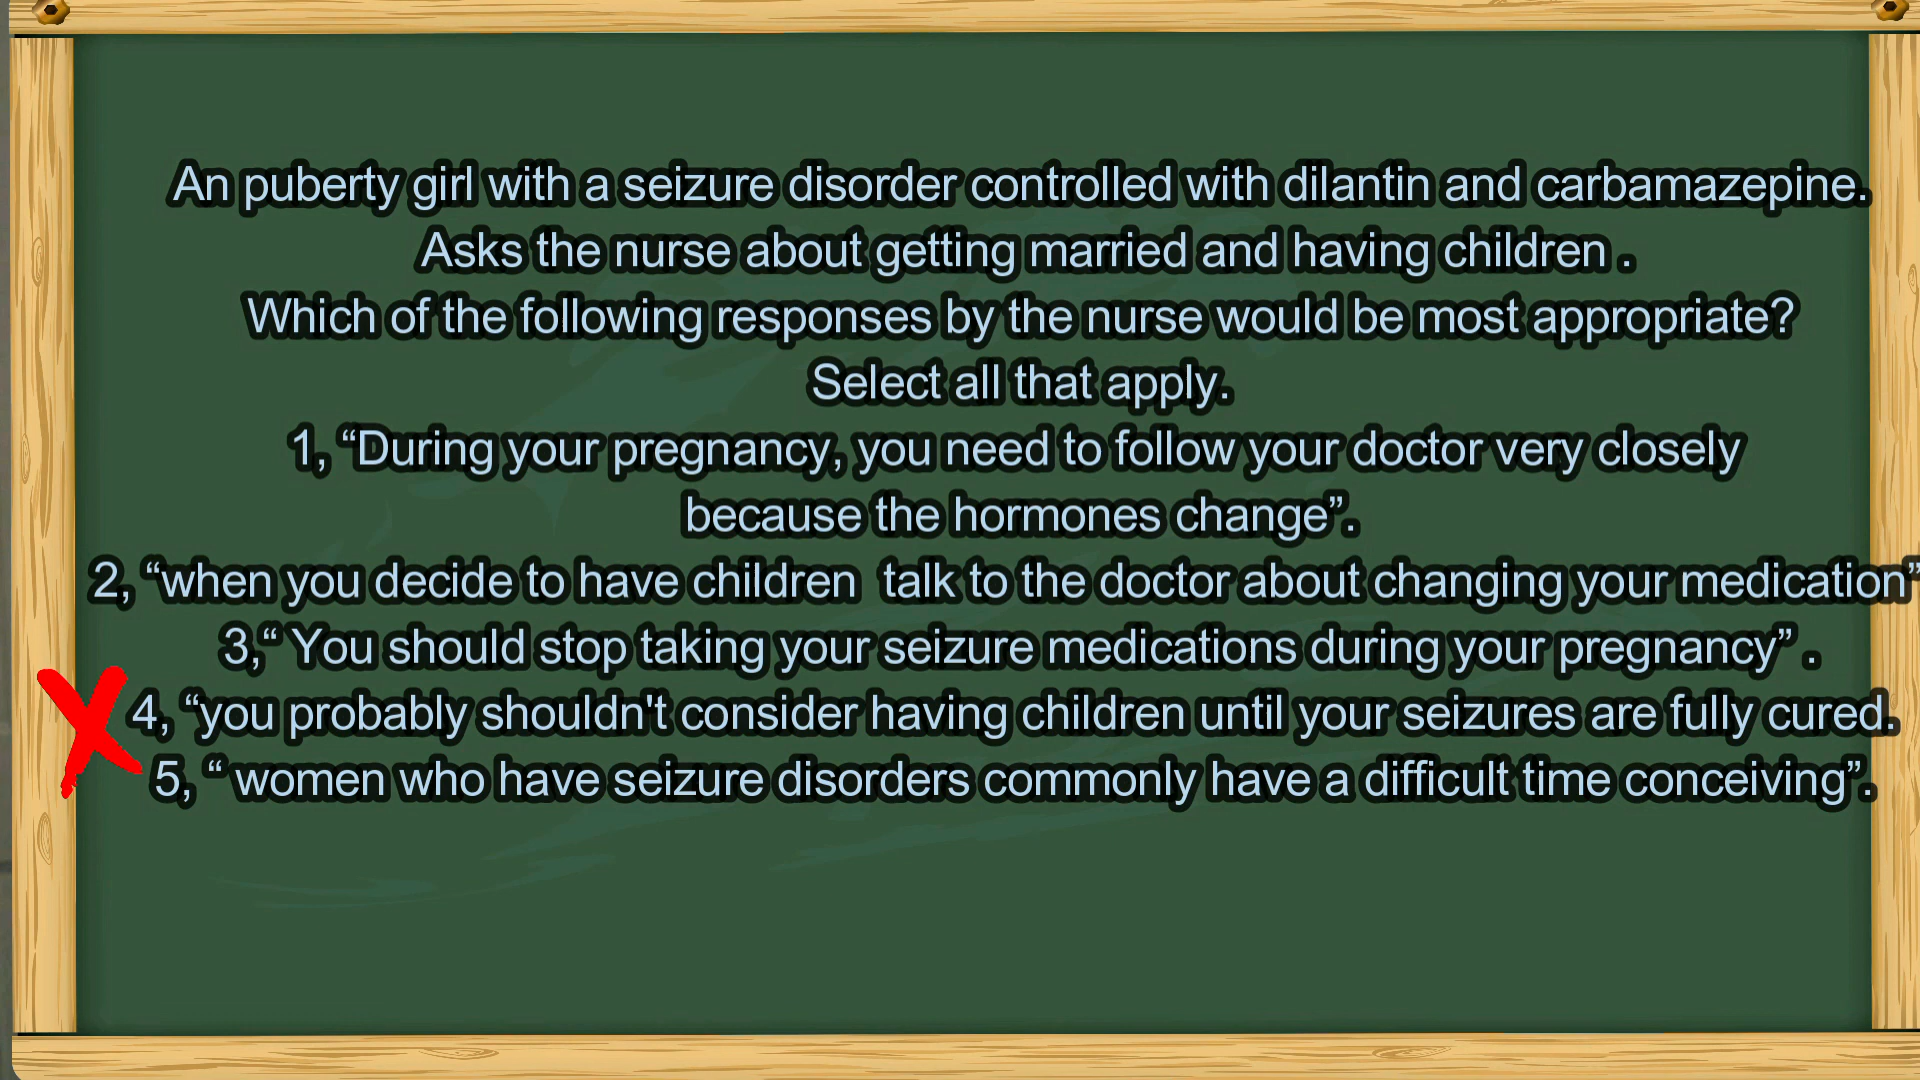 An puberty girl with a seizure disorder controlled with dilantin and carbamazepine.
Asks the nurse about getting married and having children .
Which of the following responses by the nurse would be most appropriate?
Select all that apply.
1, “During your pregnancy, you need to follow your doctor very closely
because the hormones change”.
2, “when you decide to have children  talk to the doctor about changing your medication”
3,“ You should stop taking your seizure medications during your pregnancy” .
4, “you probably shouldn't consider having children until your seizures are fully cured.
5, “ women who have seizure disorders commonly have a difficult time conceiving”.